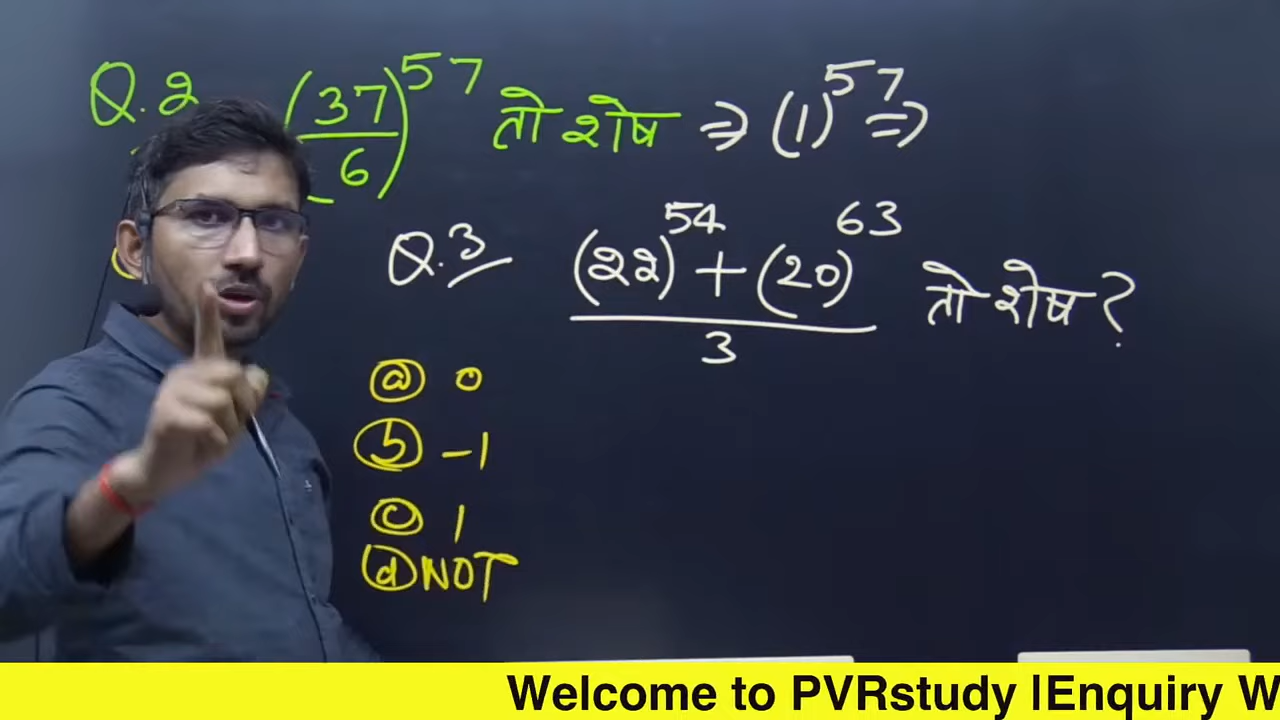 Q.2 (37/6)^57 तो शेष ⇒ (1)^57 ⇒
Q.3 ((22)^54 + (20)^63)/3 तो शेष ?
ⓐ 0
ⓑ -1
ⓒ 1
ⓓ NOT
Welcome to PVRstudy |Enquiry W